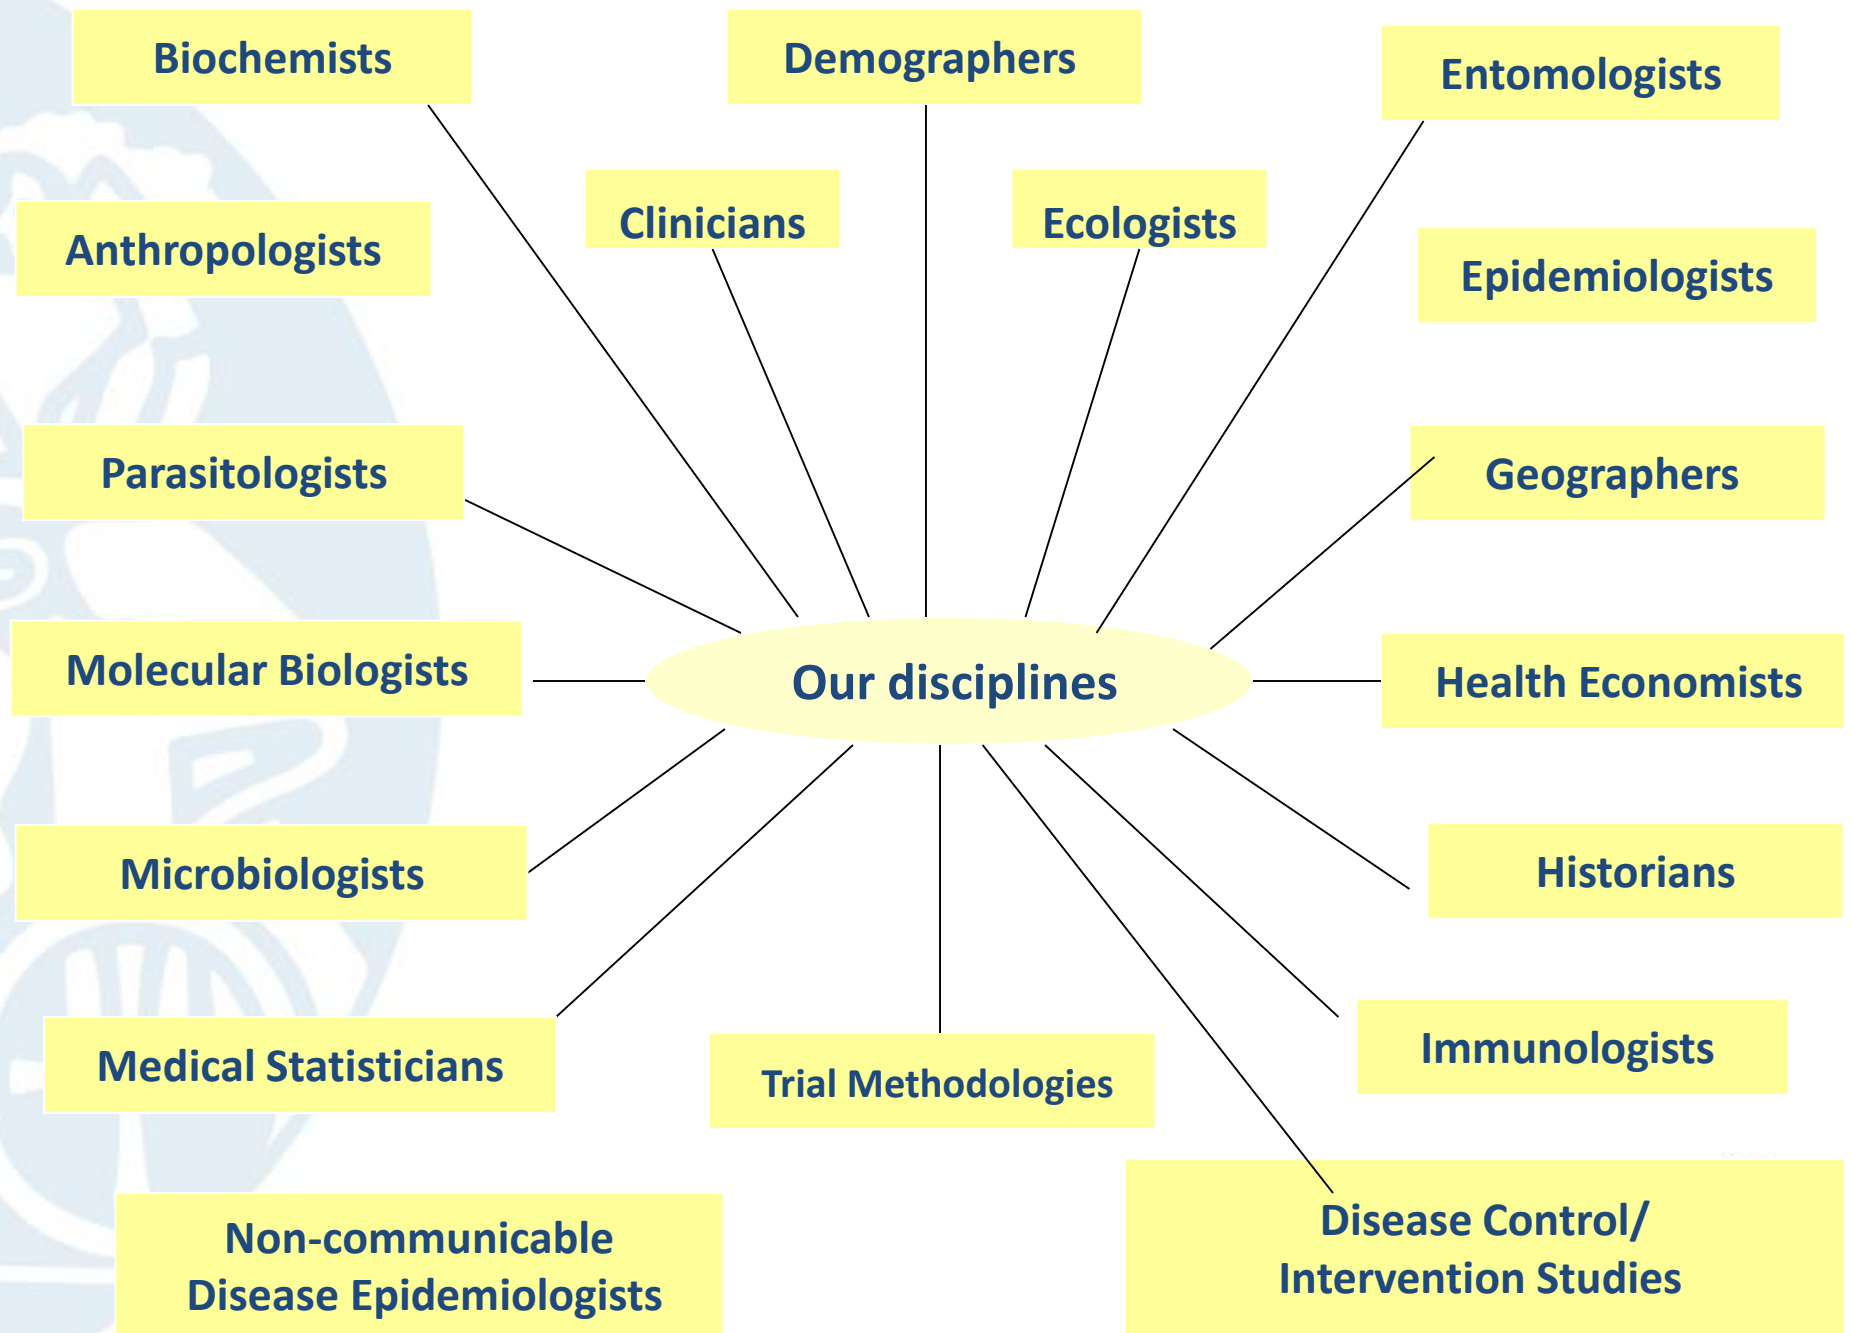 Biochemists
Demographers
Entomologists
Clinicians
Ecologists
Anthropologists
Epidemiologists
Parasitologists
Geographers
Molecular Biologists
Our disciplines
Health Economists
Microbiologists
Historians
Medical Statisticians
Trial Methodologies
Immunologists
Non-communicable
Disease Epidemiologists
Disease Control/
Intervention Studies